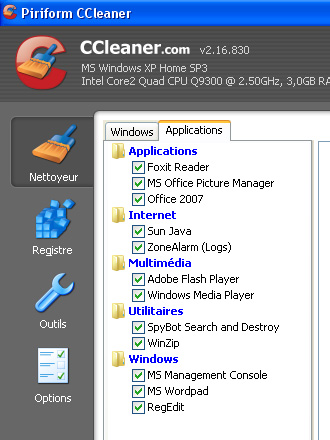 Piriform CCleaner
CCleaner.com v2.16.830
MS Windows XP Home SP3
Intel Core2 Quad CPU Q9300 @ 2.50GHz, 3,0GB RA
Windows Applications
Applications
Foxit Reader
MS Office Picture Manager
Office 2007
Internet
Sun Java
ZoneAlarm (Logs)
Multimédia
Adobe Flash Player
Windows Media Player
Utilitaires
SpyBot Search and Destroy
WinZip
Windows
MS Management Console
MS Wordpad
RegEdit
Nettoyeur
Registre
Outils
Options